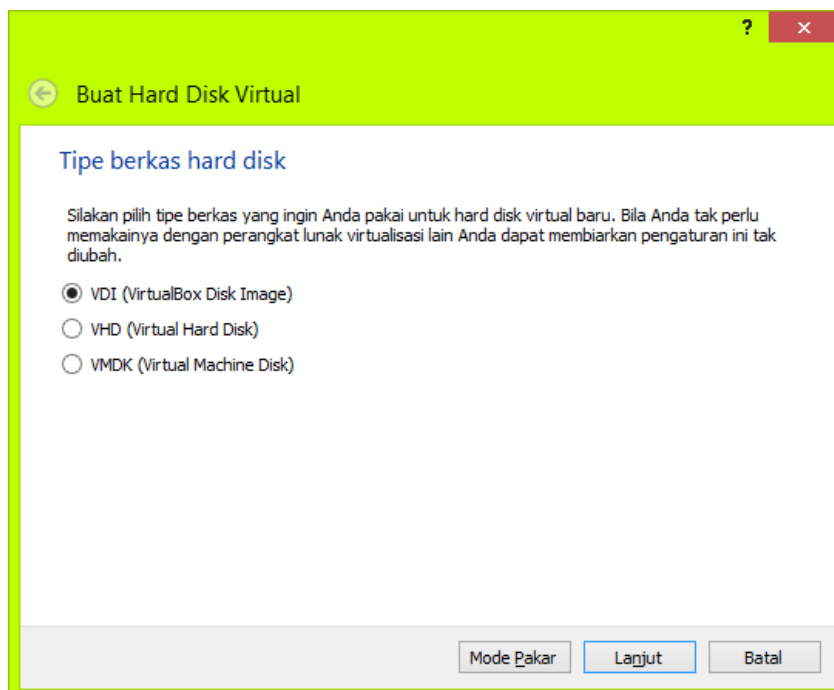 ?
Buat Hard Disk Virtual
Tipe berkas hard disk
Silakan pilih tipe berkas yang ingin Anda pakai untuk hard disk virtual baru. Bila Anda tak perlu
memakainya dengan perangkat lunak virtualisasi lain Anda dapat membiarkan pengaturan ini tak
diubah.
VDI (VirtualBox Disk Image)
VHD (Virtual Hard Disk)
VMDK (Virtual Machine Disk)
Mode Pakar Lanjut Batal